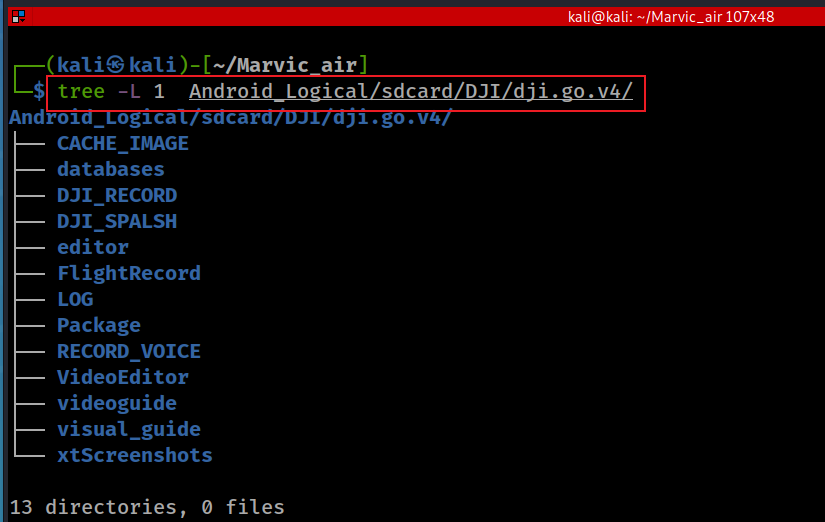 kali@kali: ~/Marvic_air 107x48
┌──(kali㉿kali)-[~/Marvic_air]
└─$ tree -L 1  Android_Logical/sdcard/DJI/dji.go.v4/
Android_Logical/sdcard/DJI/dji.go.v4/
├── CACHE_IMAGE
├── databases
├── DJI_RECORD
├── DJI_SPALSH
├── editor
├── FlightRecord
├── LOG
├── Package
├── RECORD_VOICE
├── VideoEditor
├── videoguide
├── visual_guide
└── xtScreenshots
13 directories, 0 files